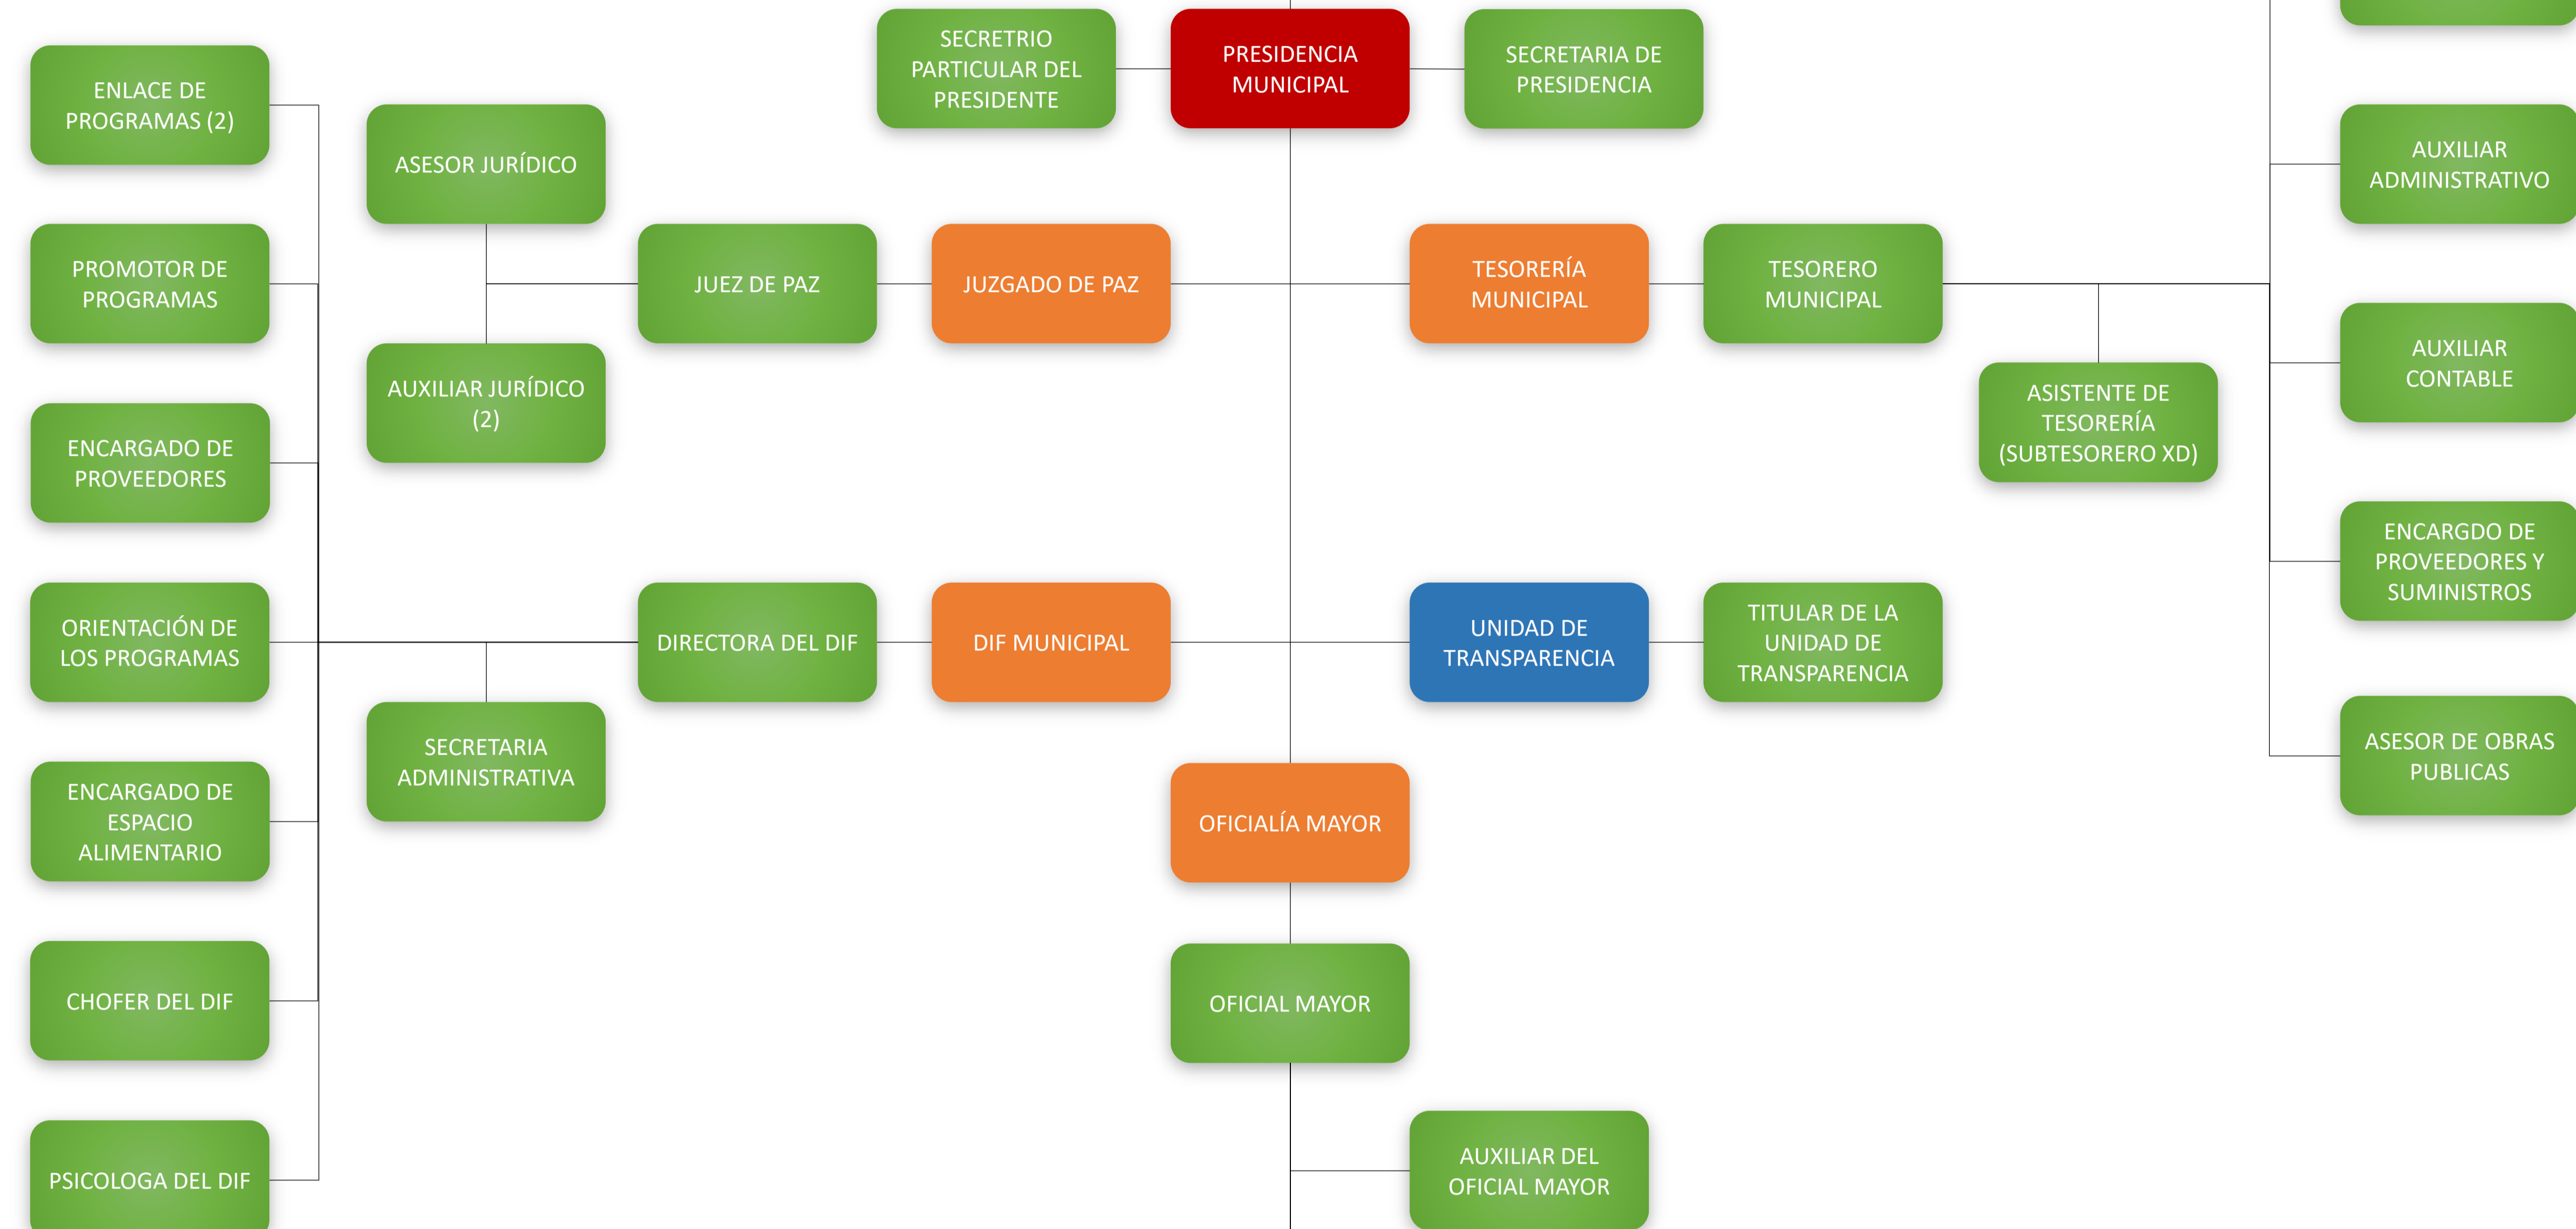 SECRETRIO
PARTICULAR DEL
PRESIDENTE
PRESIDENCIA
MUNICIPAL
SECRETARIA DE
PRESIDENCIA
ENLACE DE
PROGRAMAS (2)
ASESOR JURÍDICO
AUXILIAR
ADMINISTRATIVO
PROMOTOR DE
PROGRAMAS
JUEZ DE PAZ
JUZGADO DE PAZ
TESORERÍA
MUNICIPAL
TESORERO
MUNICIPAL
AUXILIAR
CONTABLE
AUXILIAR JURÍDICO
(2)
ASISTENTE DE
TESORERÍA
(SUBTESORERO XD)
ENCARGADO DE
PROVEEDORES
ENCARGDO DE
PROVEEDORES Y
SUMINISTROS
ORIENTACIÓN DE
LOS PROGRAMAS
DIRECTORA DEL DIF
DIF MUNICIPAL
UNIDAD DE
TRANSPARENCIA
TITULAR DE LA
UNIDAD DE
TRANSPARENCIA
SECRETARIA
ADMINISTRATIVA
ASESOR DE OBRAS
PUBLICAS
ENCARGADO DE
ESPACIO
ALIMENTARIO
OFICIALÍA MAYOR
CHOFER DEL DIF
OFICIAL MAYOR
PSICOLOGA DEL DIF
AUXILIAR DEL
OFICIAL MAYOR